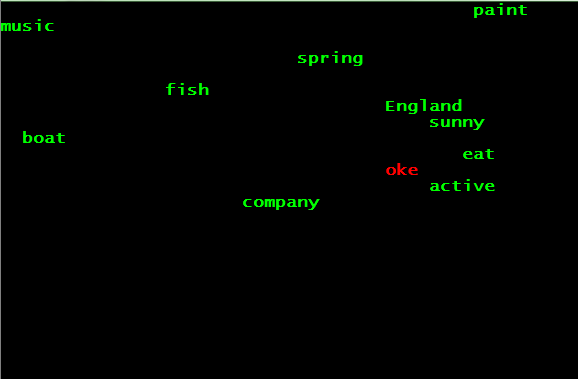 paint
music
spring
fish
England
sunny
boat
eat
oke
active
company